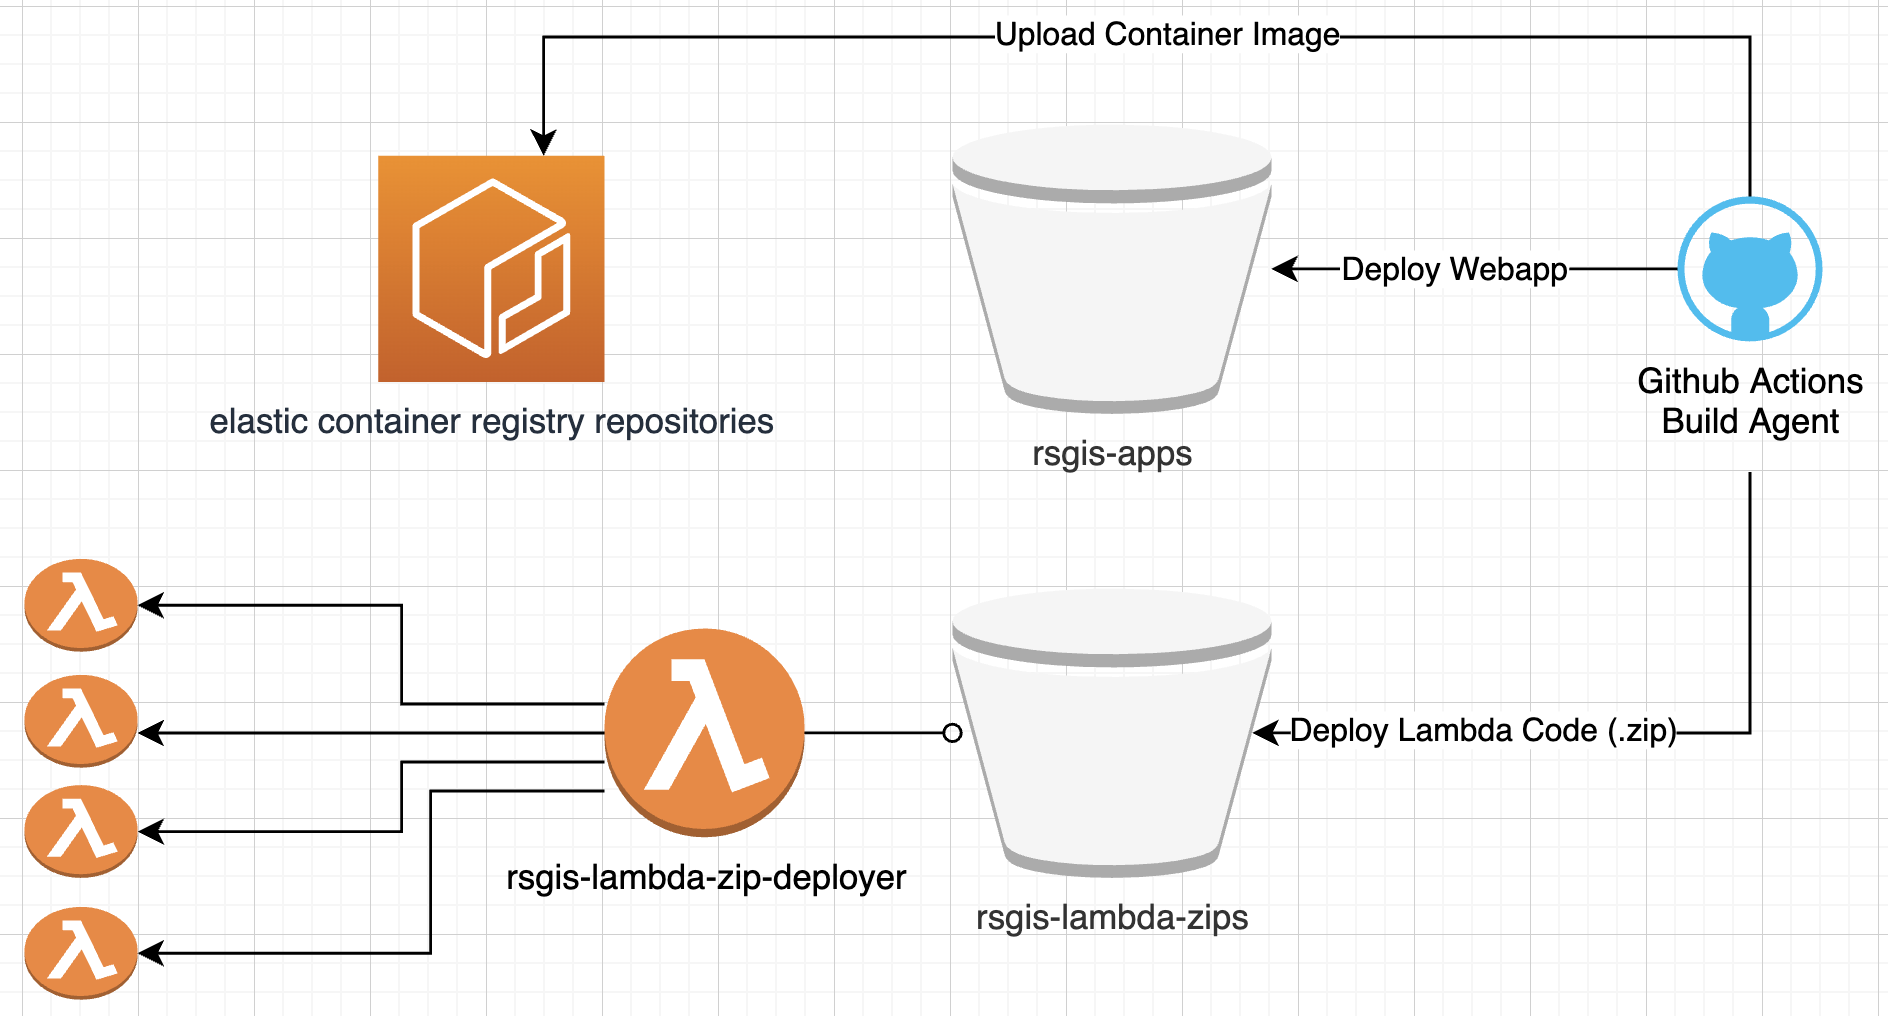 Upload Container Image
Deploy Webapp
Github Actions
Build Agent
elastic container registry repositories
rsgis-apps
Deploy Lambda Code (.zip)
rsgis-lambda-zip-deployer
rsgis-lambda-zips